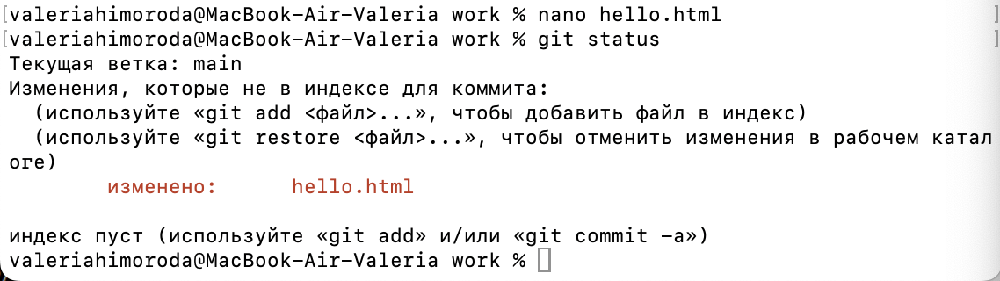 [valeriahimoroda@MacBook-Air-Valeria work % nano hello.html ]
[valeriahimoroda@MacBook-Air-Valeria work % git status ]
Текущая ветка: main
Изменения, которые не в индексе для коммита:
  (используйте «git add <файл>...», чтобы добавить файл в индекс)
  (используйте «git restore <файл>...», чтобы отменить изменения в рабочем катал
оге)
        изменено:      hello.html

индекс пуст (используйте «git add» и/или «git commit -a»)
valeriahimoroda@MacBook-Air-Valeria work %